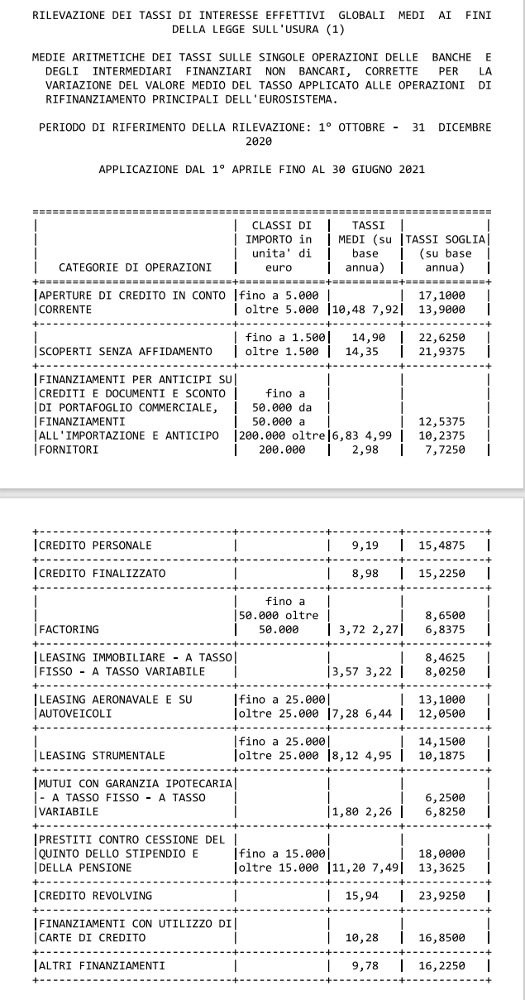 RILEVAZIONE DEI TASSI DI INTERESSE EFFETTIVI GLOBALI MEDI AI FINI
DELLA LEGGE SULL'USURA (1)
MEDIE ARITMETICHE DEI TASSI SULLE SINGOLE OPERAZIONI DELLE BANCHE E
DEGLI INTERMEDIARI FINANZIARI NON BANCARI, CORRETTE PER LA
VARIAZIONE DEL VALORE MEDIO DEL TASSO APPLICATO ALLE OPERAZIONI DI
RIFINANZIAMENTO PRINCIPALI DELL'EUROSISTEMA.
PERIODO DI RIFERIMENTO DELLA RILEVAZIONE: 1° OTTOBRE - 31 DICEMBRE
2020
APPLICAZIONE DAL 1° APRILE FINO AL 30 GIUGNO 2021
=====================================================================
| | CLASSI DI | TASSI | |
| | IMPORTO in | MEDI (su |TASSI SOGLIA|
| | unita' di | base | (su base |
| CATEGORIE DI OPERAZIONI | euro | annua) | annua) |
+=============================+=============+==========+============+
|APERTURE DI CREDITO IN CONTO |fino a 5.000 | | 17,1000 |
|CORRENTE | oltre 5.000 |10,48 7,92| 13,9000 |
+-----------------------------+-------------+----------+------------+
| | fino a 1.500| 14,90 | 22,6250 |
|SCOPERTI SENZA AFFIDAMENTO | oltre 1.500 | 14,35 | 21,9375 |
+-----------------------------+-------------+----------+------------+
|FINANZIAMENTI PER ANTICIPI SU| | | |
|CREDITI E DOCUMENTI E SCONTO | fino a | | |
|DI PORTAFOGLIO COMMERCIALE, | 50.000 da | | |
|FINANZIAMENTI | 50.000 a | | 12,5375 |
|ALL'IMPORTAZIONE E ANTICIPO |200.000 oltre|6,83 4,99 | 10,2375 |
|FORNITORI | 200.000 | 2,98 | 7,7250 |
+-----------------------------+-------------+----------+------------+
|CREDITO PERSONALE | | 9,19 | 15,4875 |
+-----------------------------+-------------+----------+------------+
|CREDITO FINALIZZATO | | 8,98 | 15,2250 |
+-----------------------------+-------------+----------+------------+
| | fino a | | |
| |50.000 oltre | | 8,6500 |
|FACTORING | 50.000 | 3,72 2,27| 6,8375 |
+-----------------------------+-------------+----------+------------+
|LEASING IMMOBILIARE - A TASSO| | | 8,4625 |
|FISSO - A TASSO VARIABILE | |3,57 3,22 | 8,0250 |
+-----------------------------+-------------+----------+------------+
|LEASING AERONAVALE E SU |fino a 25.000| | 13,1000 |
|AUTOVEICOLI |oltre 25.000 |7,28 6,44 | 12,0500 |
+-----------------------------+-------------+----------+------------+
| |fino a 25.000| | 14,1500 |
|LEASING STRUMENTALE |oltre 25.000 |8,12 4,95 | 10,1875 |
+-----------------------------+-------------+----------+------------+
|MUTUI CON GARANZIA IPOTECARIA| | | |
|- A TASSO FISSO - A TASSO | | | 6,2500 |
|VARIABILE | |1,80 2,26 | 6,8250 |
+-----------------------------+-------------+----------+------------+
|PRESTITI CONTRO CESSIONE DEL | | | |
|QUINTO DELLO STIPENDIO E |fino a 15.000| | 18,0000 |
|DELLA PENSIONE |oltre 15.000 |11,20 7,49| 13,3625 |
+-----------------------------+-------------+----------+------------+
|CREDITO REVOLVING | | 15,94 | 23,9250 |
+-----------------------------+-------------+----------+------------+
|FINANZIAMENTI CON UTILIZZO DI| | | |
|CARTE DI CREDITO | | 10,28 | 16,8500 |
+-----------------------------+-------------+----------+------------+
|ALTRI FINANZIAMENTI | | 9,78 | 16,2250 |
+-----------------------------+-------------+----------+------------+